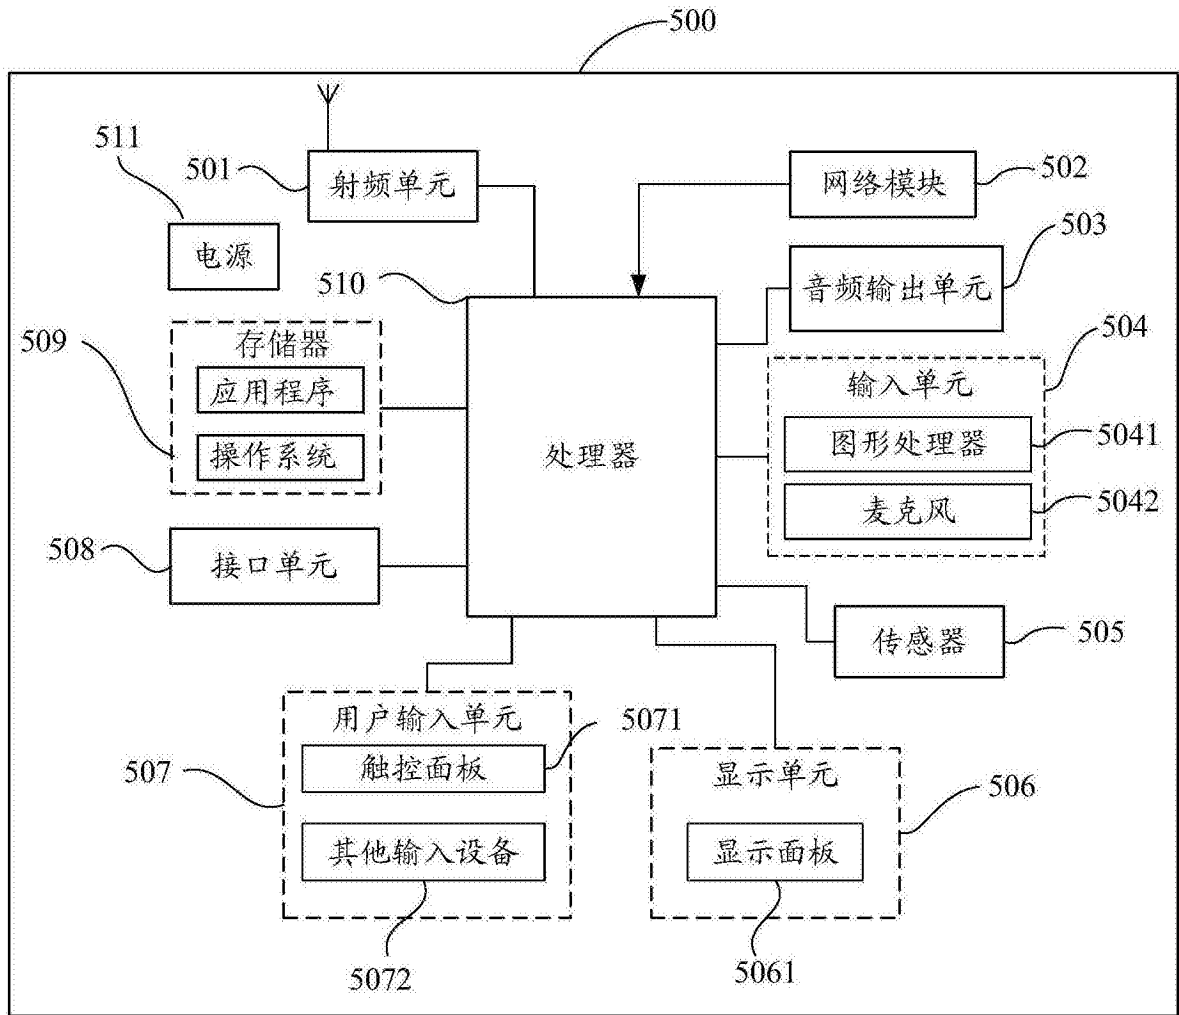 500
511
501
射频单元
网络模块
502
电源
510
音频输出单元
503
509
存储器
应用程序
操作系统
处理器
504
输入单元
图形处理器
5041
麦克风
5042
508
接口单元
传感器
505
507
用户输入单元
触控面板
5071
其他输入设备
5072
显示单元
506
显示面板
5061